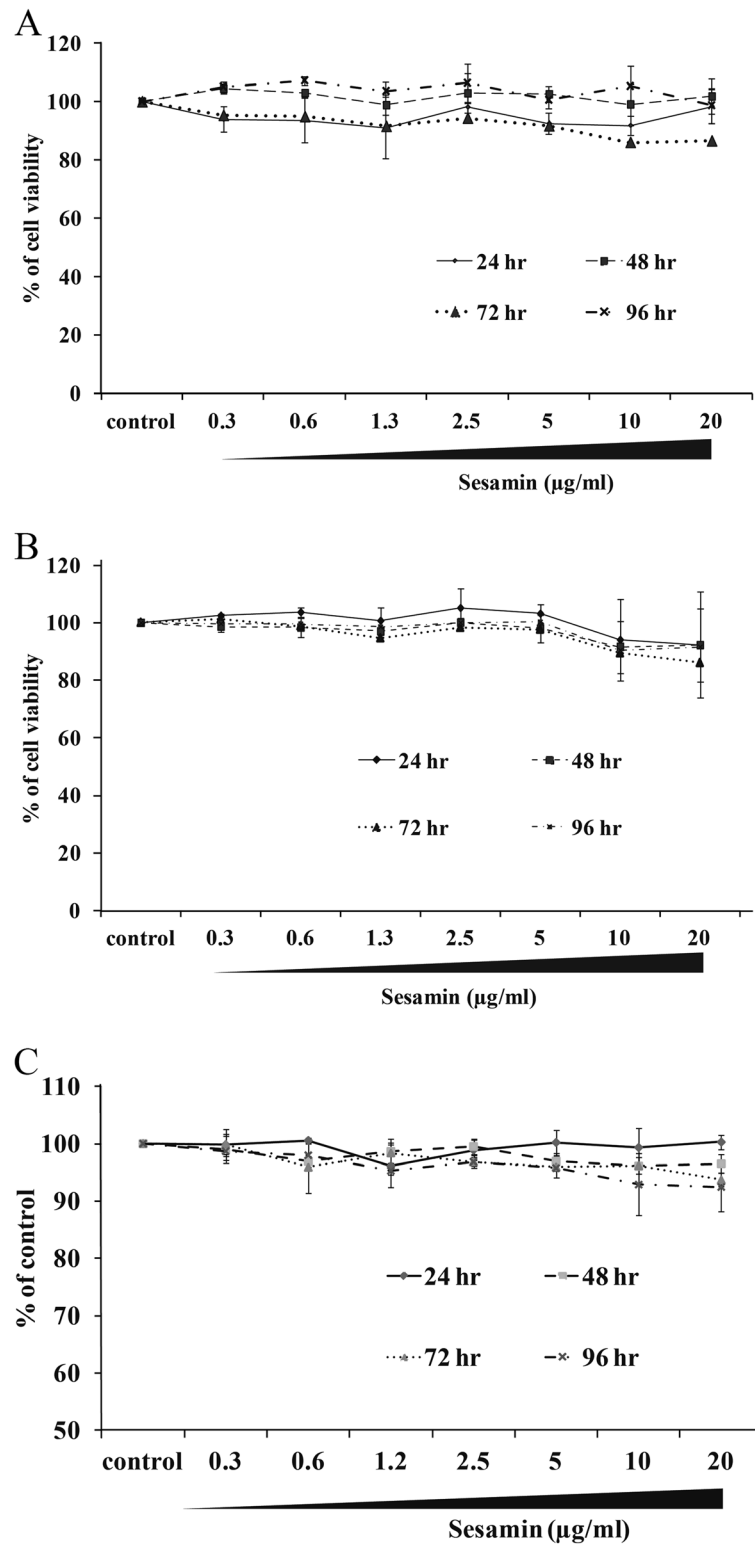 A
120
100
80
60
40
20
0
% of cell viability
24 hr 48 hr
72 hr 96 hr
control 0.3 0.6 1.3 2.5 5 10 20
Sesamin (µg/ml)
B
120
100
80
60
40
20
0
% of cell viability
24 hr 48 hr
72 hr 96 hr
control 0.3 0.6 1.3 2.5 5 10 20
Sesamin (µg/ml)
C
110
100
90
80
70
60
50
% of control
24 hr 48 hr
72 hr 96 hr
control 0.3 0.6 1.2 2.5 5 10 20
Sesamin (µg/ml)